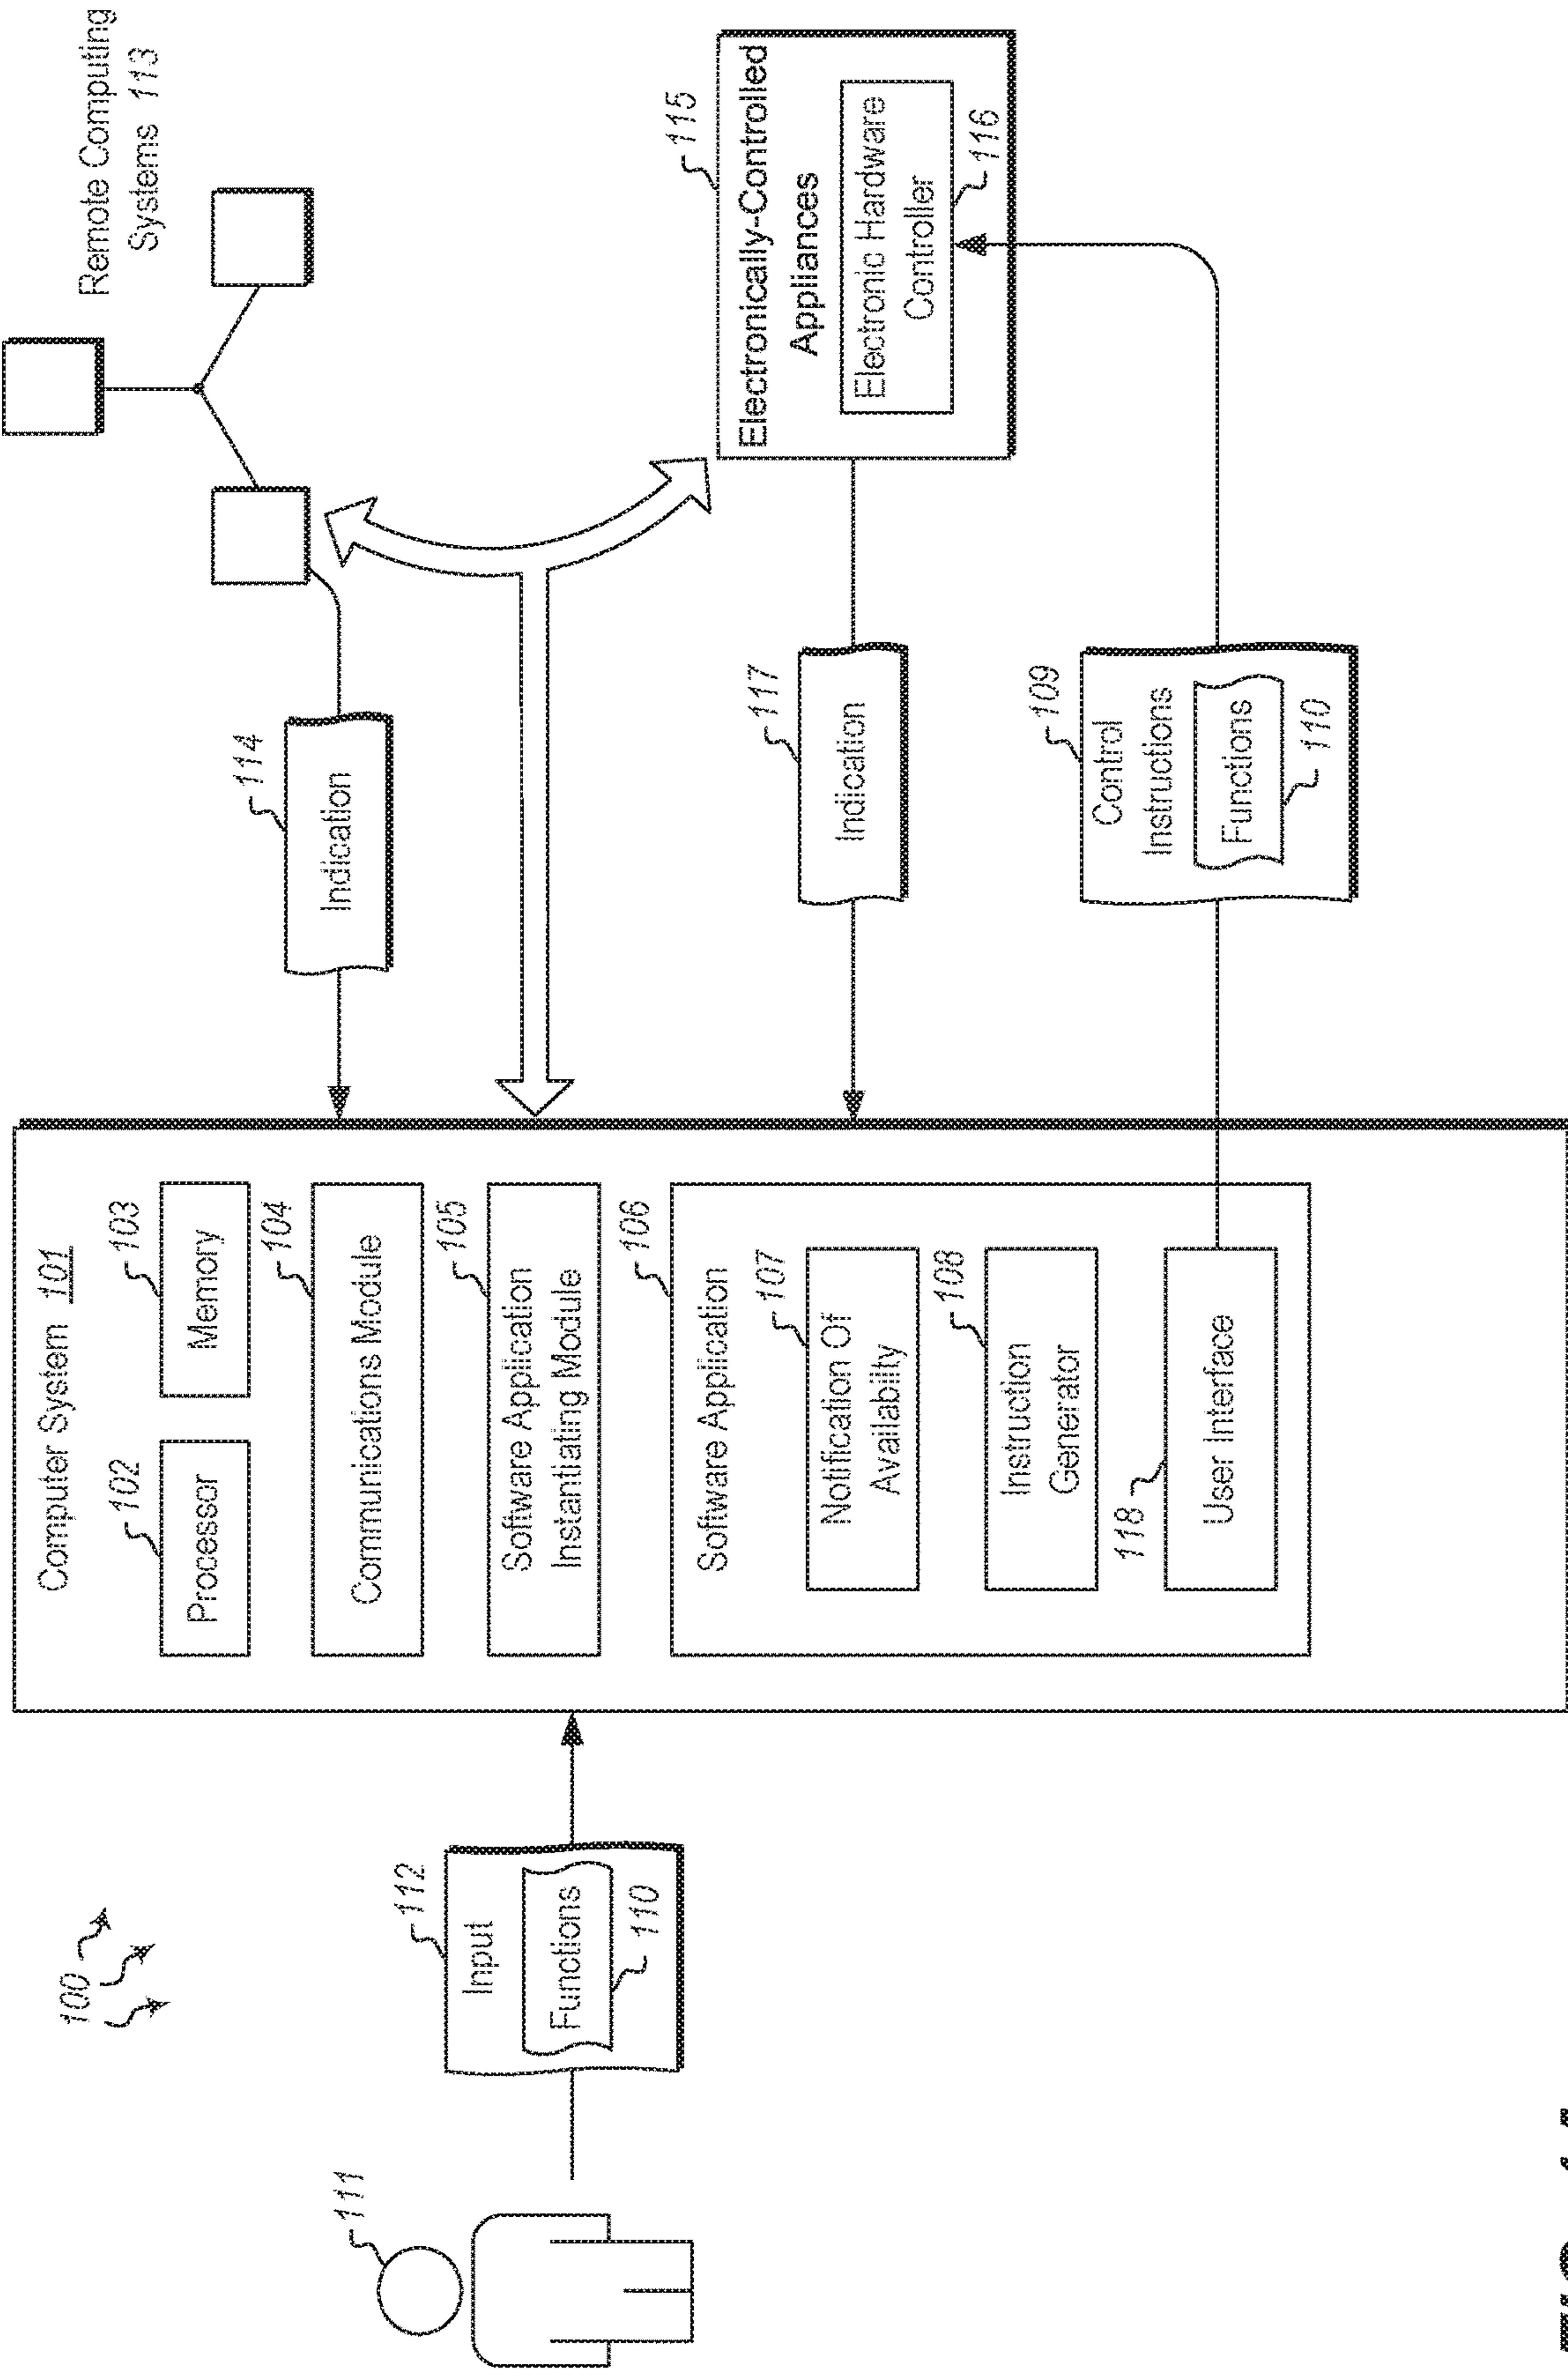 100
111
112
Input
Functions
110
Computer System 101
102
Processor
103
Memory
104
Communications Module
105
Software Application
Instantiating Module
106
Software Application
107
Notification Of
Availability
108
Instruction
Generator
118
User Interface
114
Indication
117
Indication
109
Control
Instructions
Functions
110
Remote Computing
Systems 113
115
Electronically-Controlled
Appliances
Electronic Hardware
Controller
116